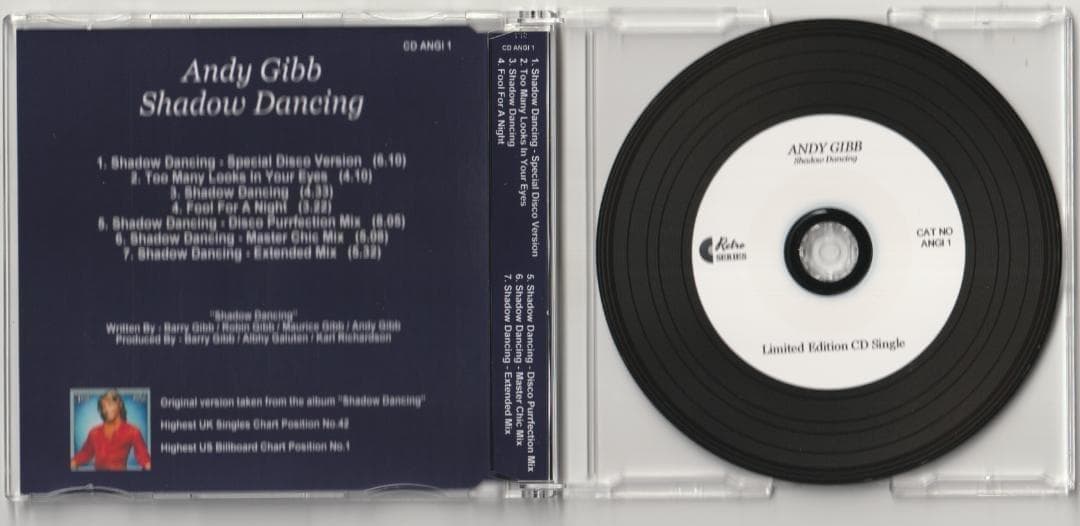 CD ANGI 1
Andy Gibb
Shadow Dancing
1. Shadow Dancing - Special Disco Version (6.10)
2. Too Many Looks In Your Eyes (4.10)
3. Shadow Dancing (4.33)
4. Fool For A Night (3.22)
5. Shadow Dancing - Disco Purrfection Mix (8.05)
6. Shadow Dancing - Master Chic Mix
7. Shadow Dancing - Extended Mix (6.32)
"Shadow Dancing"
Written By : Barry Gibb / Robin Gibb / Maurice Gibb / Andy Gibb
Produced By : Barry Gibb / Albhy Galuten / Karl Richardson
Original version taken from the album "Shadow Dancing"
Highest UK Singles Chart Position No.42
Highest US Billboard Chart Position No.1
CD ANGI 1
1. Shadow Dancing - Special Disco Version
2. Too Many Looks In Your Eyes
3. Shadow Dancing
4. Fool For A Night
5. Shadow Dancing - Disco Purrfection Mix
6. Shadow Dancing - Master Chic Mix
7. Shadow Dancing - Extended Mix
ANDY GIBB
Shadow Dancing
Retro
SERIES
CAT NO
ANGI 1
Limited Edition CD Single